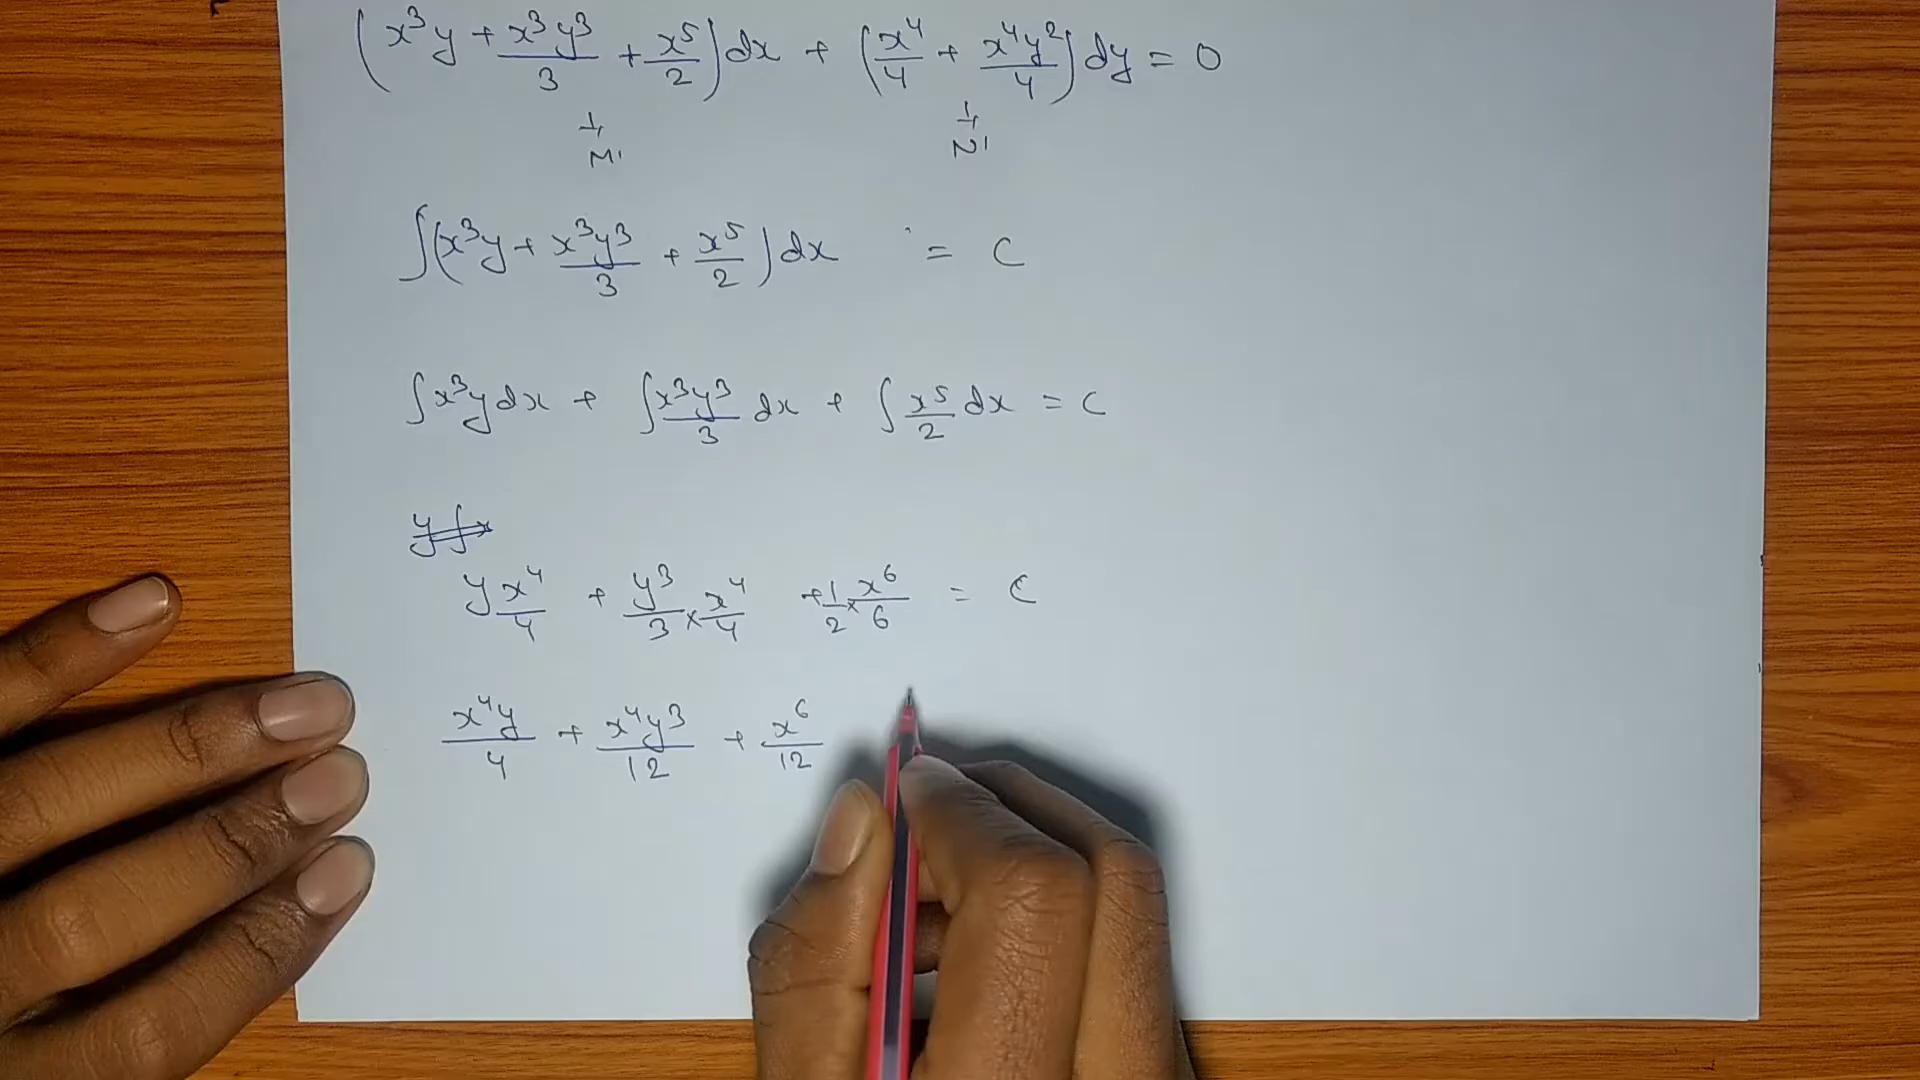 (x³y + x³y³/3 + x⁵/2) dx + (x⁴/4 + x⁴y²/4) dy = 0
M' N'
∫(x³y + x³y³/3 + x⁵/2) dx = C
∫x³y dx + ∫x³y³/3 dx + ∫x⁵/2 dx = C
y x⁴/4 + y³/3 × x⁴/4 + 1/2 × x⁶/6 = C
x⁴y/4 + x⁴y³/12 + x⁶/12